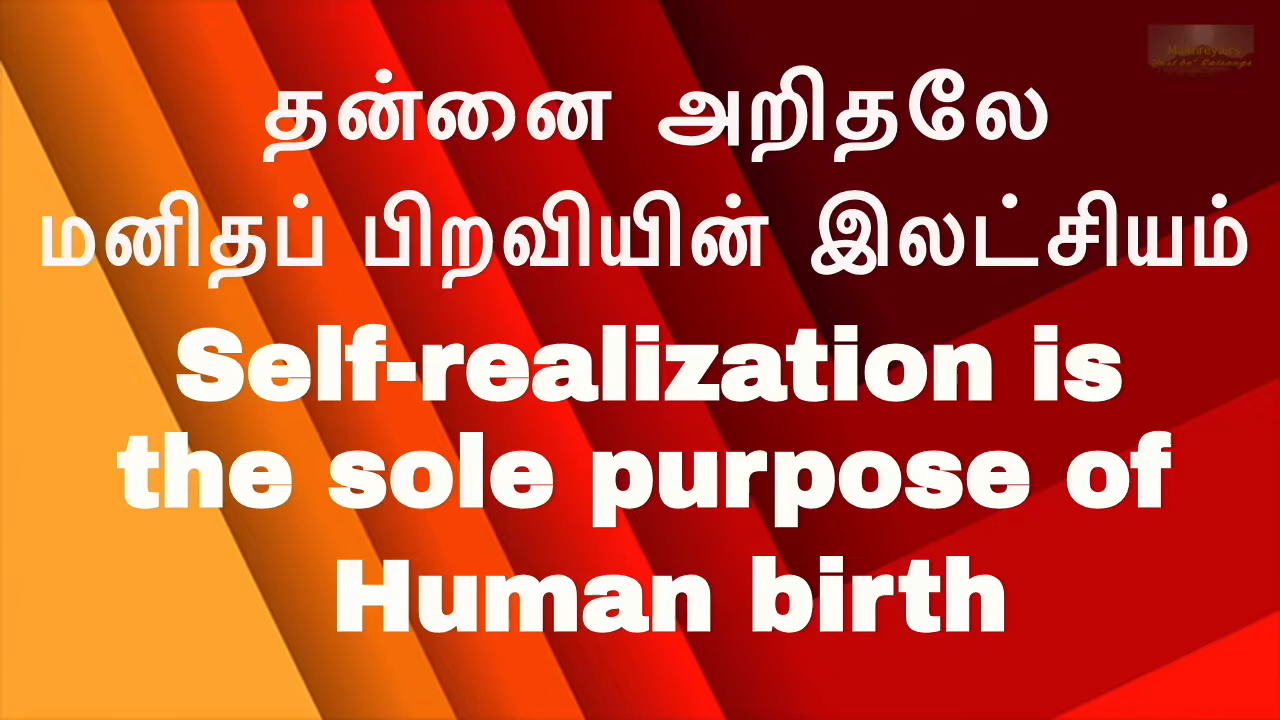 தன்னை அறிதலே
மனிதப் பிறவியின் இலட்சியம்
Self-realization is
the sole purpose of
Human birth